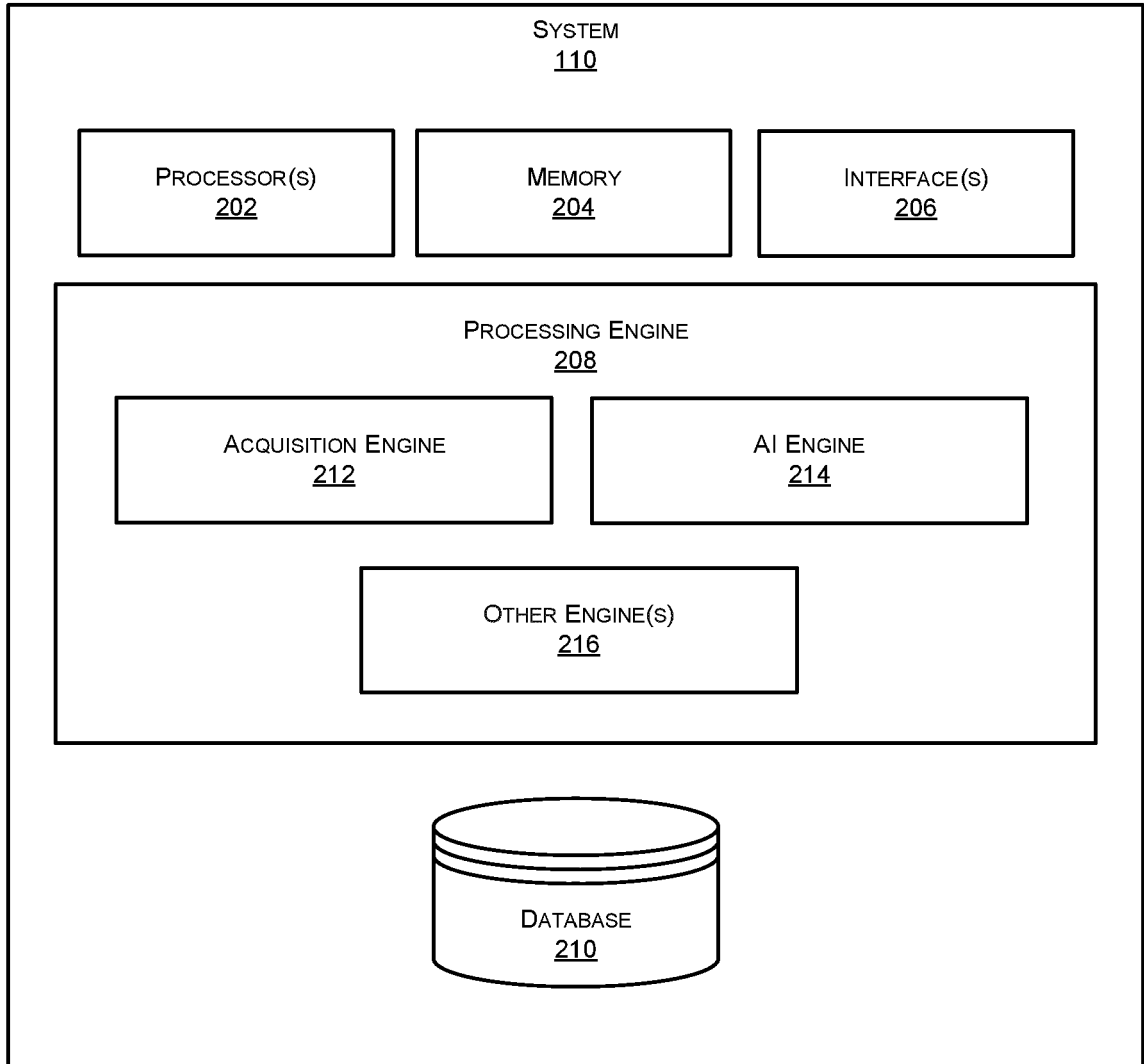 SYSTEM
110
PROCESSOR(S)
202
MEMORY
204
INTERFACE(S)
206
PROCESSING ENGINE
208
ACQUISITION ENGINE
212
AI ENGINE
214
OTHER ENGINE(S)
216
DATABASE
210